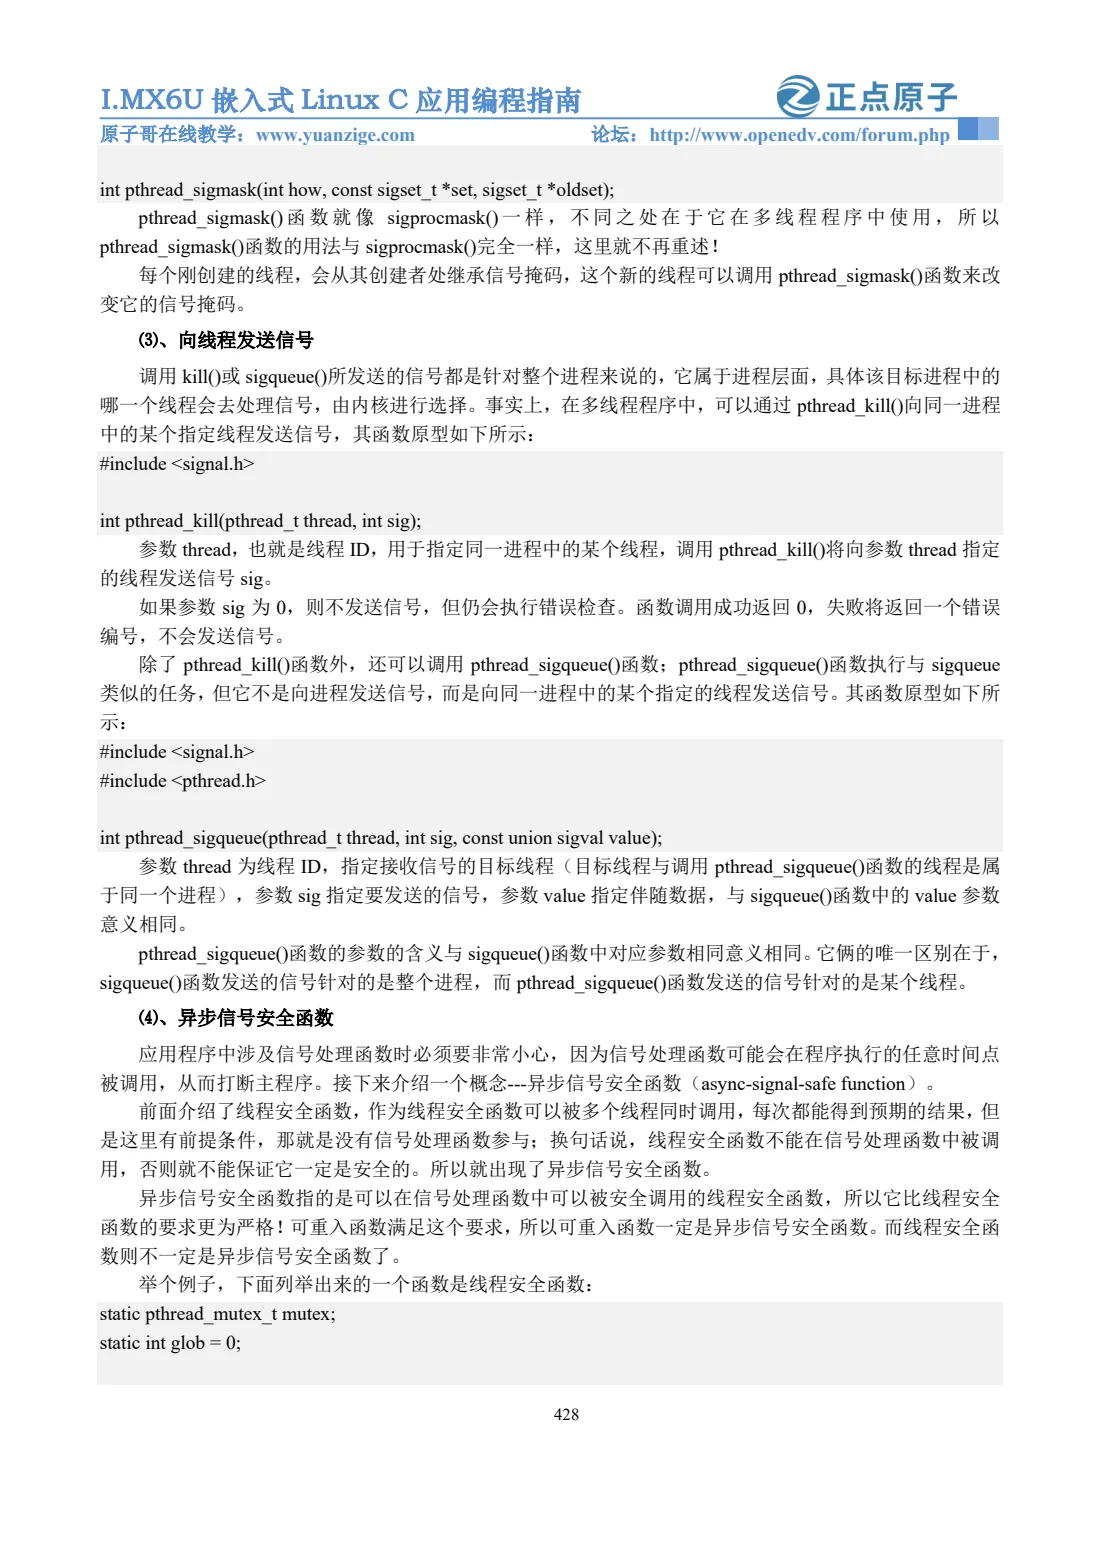 I.MX6U 嵌入式 Linux C 应用编程指南
正点原子
原子哥在线教学：www.yuanzige.com
论坛：http://www.openedv.com/forum.php
int pthread_sigmask(int how, const sigset_t *set, sigset_t *oldset);
pthread_sigmask()函数就像 sigprocmask()一样，不同之处在于它在多线程程序中使用，所以
pthread_sigmask()函数的用法与 sigprocmask()完全一样，这里就不再重述！
每个刚创建的线程，会从其创建者处继承信号掩码，这个新的线程可以调用 pthread_sigmask()函数来改
变它的信号掩码。
⑶、向线程发送信号
调用 kill()或 sigqueue()所发送的信号都是针对整个进程来说的，它属于进程层面，具体该目标进程中的
哪一个线程会去处理信号，由内核进行选择。事实上，在多线程程序中，可以通过 pthread_kill()向同一进程
中的某个指定线程发送信号，其函数原型如下所示：
#include <signal.h>
int pthread_kill(pthread_t thread, int sig);
参数 thread，也就是线程 ID，用于指定同一进程中的某个线程，调用 pthread_kill()将向参数 thread 指定
的线程发送信号 sig。
如果参数 sig 为 0，则不发送信号，但仍会执行错误检查。函数调用成功返回 0，失败将返回一个错误
编号，不会发送信号。
除了 pthread_kill()函数外，还可以调用 pthread_sigqueue()函数；pthread_sigqueue()函数执行与 sigqueue
类似的任务，但它不是向进程发送信号，而是向同一进程中的某个指定的线程发送信号。其函数原型如下所
示：
#include <signal.h>
#include <pthread.h>
int pthread_sigqueue(pthread_t thread, int sig, const union sigval value);
参数 thread 为线程 ID，指定接收信号的目标线程（目标线程与调用 pthread_sigqueue()函数的线程是属
于同一个进程），参数 sig 指定要发送的信号，参数 value 指定伴随数据，与 sigqueue()函数中的 value 参数
意义相同。
pthread_sigqueue()函数的参数的含义与 sigqueue()函数中对应参数相同意义相同。它俩的唯一区别在于，
sigqueue()函数发送的信号针对的是整个进程，而 pthread_sigqueue()函数发送的信号针对的是某个线程。
⑷、异步信号安全函数
应用程序中涉及信号处理函数时必须要非常小心，因为信号处理函数可能会在程序执行的任意时间点
被调用，从而打断主程序。接下来介绍一个概念---异步信号安全函数（async-signal-safe function）。
前面介绍了线程安全函数，作为线程安全函数可以被多个线程同时调用，每次都能得到预期的结果，但
是这里有前提条件，那就是没有信号处理函数参与；换句话说，线程安全函数不能在信号处理函数中被调
用，否则就不能保证它一定是安全的。所以就出现了异步信号安全函数。
异步信号安全函数指的是可以在信号处理函数中可以被安全调用的线程安全函数，所以它比线程安全
函数的要求更为严格！可重入函数满足这个要求，所以可重入函数一定是异步信号安全函数。而线程安全函
数则不一定是异步信号安全函数了。
举个例子，下面列举出来的一个函数是线程安全函数：
static pthread_mutex_t mutex;
static int glob = 0;
428